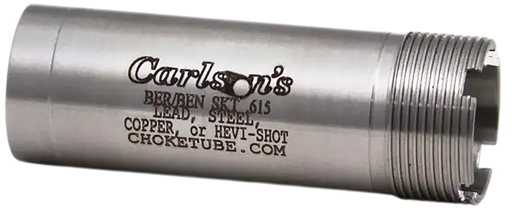 Carlson's
BER/BEN SKT .615
LEAD, STEEL,
COPPER, or HEVI-SHOT
CHOKETUBE.COM